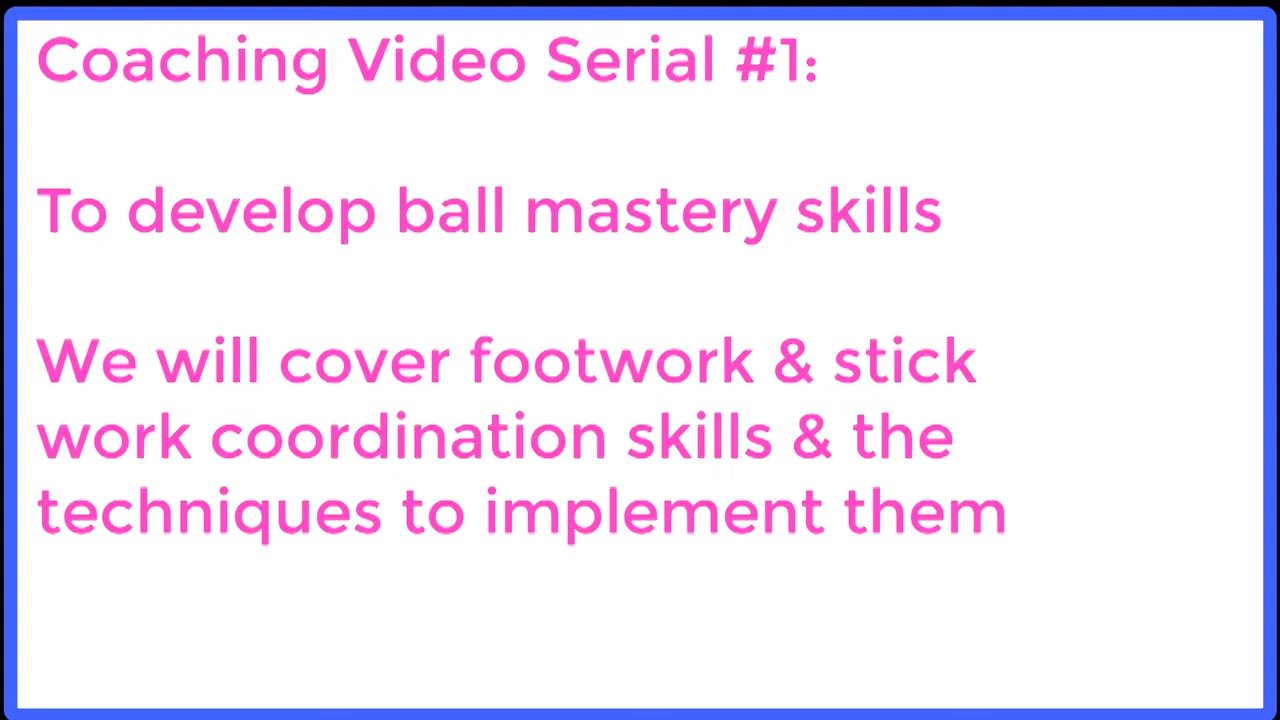 Coaching Video Serial #1:
To develop ball mastery skills
We will cover footwork & stick
work coordination skills & the
techniques to implement them